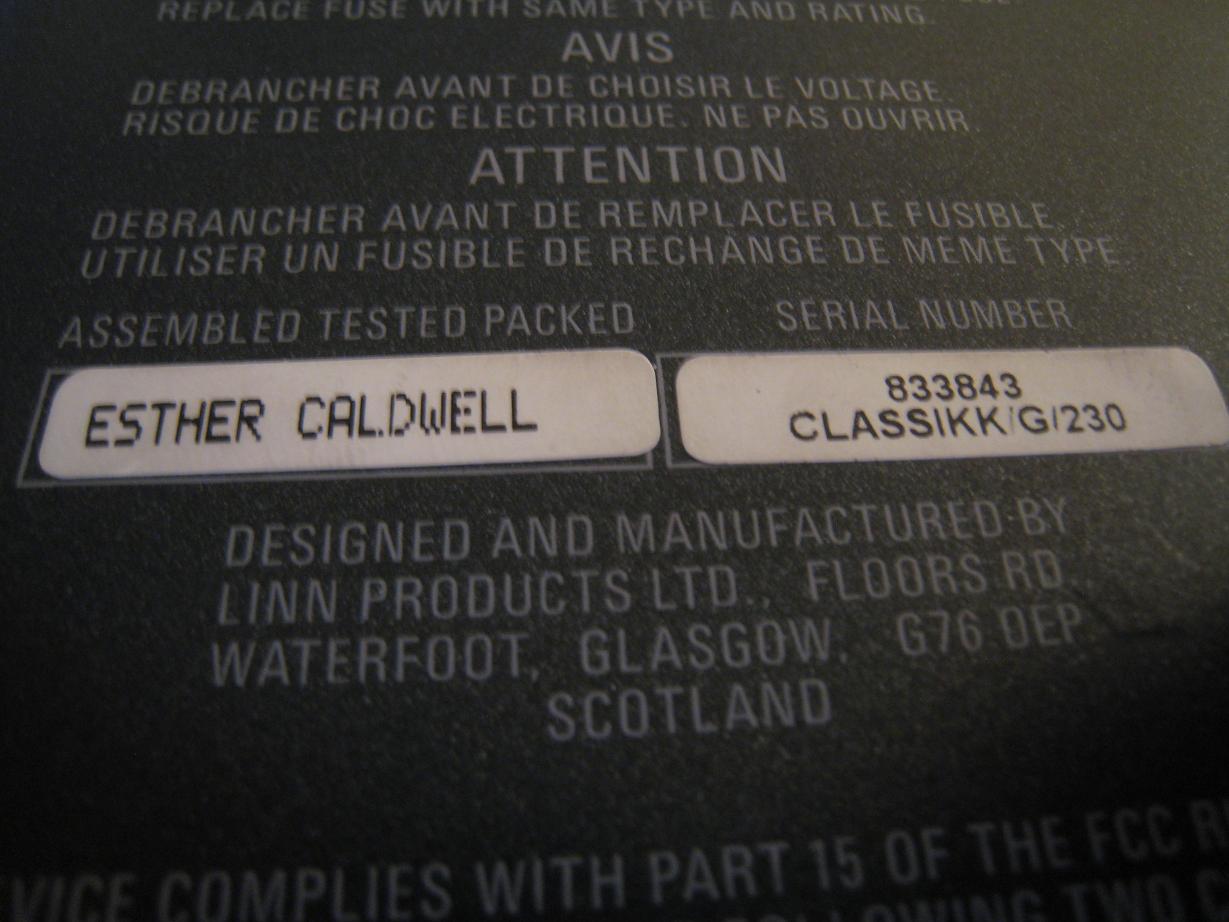 REPLACE FUSE WITH SAME TYPE AND RATING.
AVIS
DEBRANCHER AVANT DE CHOISIR LE VOLTAGE.
RISQUE DE CHOC ELECTRIQUE. NE PAS OUVRIR.
ATTENTION
DEBRANCHER AVANT DE REMPLACER LE FUSIBLE.
UTILISER UN FUSIBLE DE RECHANGE DE MEME TYPE.
ASSEMBLED TESTED PACKED
SERIAL NUMBER
ESTHER CALDWELL
833843
CLASSIKK/G/230
DESIGNED AND MANUFACTURED BY
LINN PRODUCTS LTD., FLOORS RD.
WATERFOOT, GLASGOW, G76 0EP
SCOTLAND
VICE COMPLIES WITH PART 15 OF THE FCC R
FOLLOWING TWO C